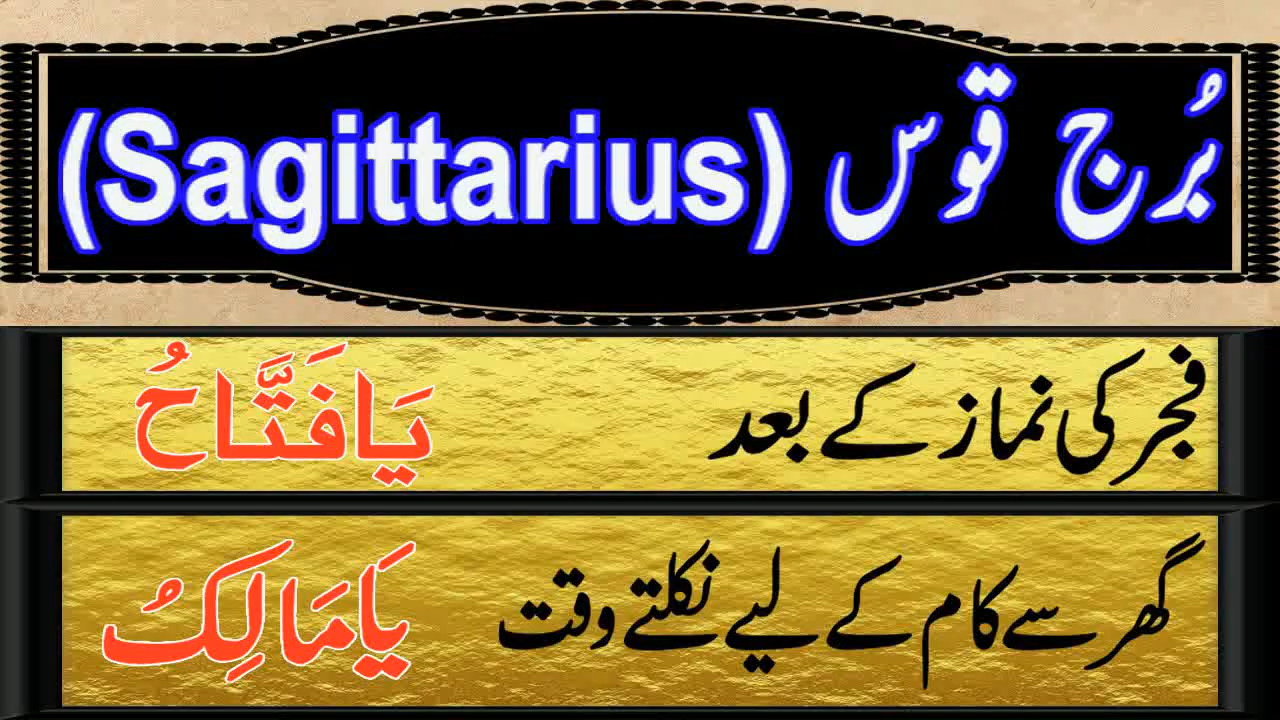 بُرج قوس (Sagittarius)
فجر کی نماز کے بعد يَافَتَّاحُ
گھر سے کام کے لیے نکلتے وقت يَامَالِكُ